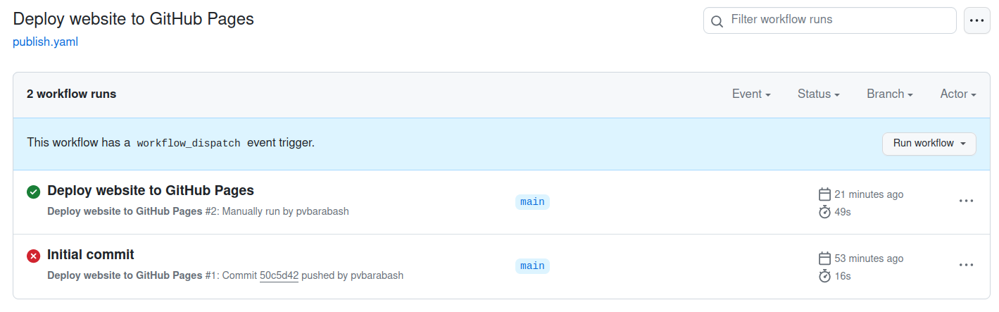 Deploy website to GitHub Pages
Filter workflow runs
publish.yaml
2 workflow runs
Event
Status
Branch
Actor
This workflow has a workflow_dispatch event trigger.
Run workflow
Deploy website to GitHub Pages
Deploy website to GitHub Pages #2: Manually run by pvbarabash
main
21 minutes ago
49s
Initial commit
Deploy website to GitHub Pages #1: Commit 50c5d42 pushed by pvbarabash
main
53 minutes ago
16s